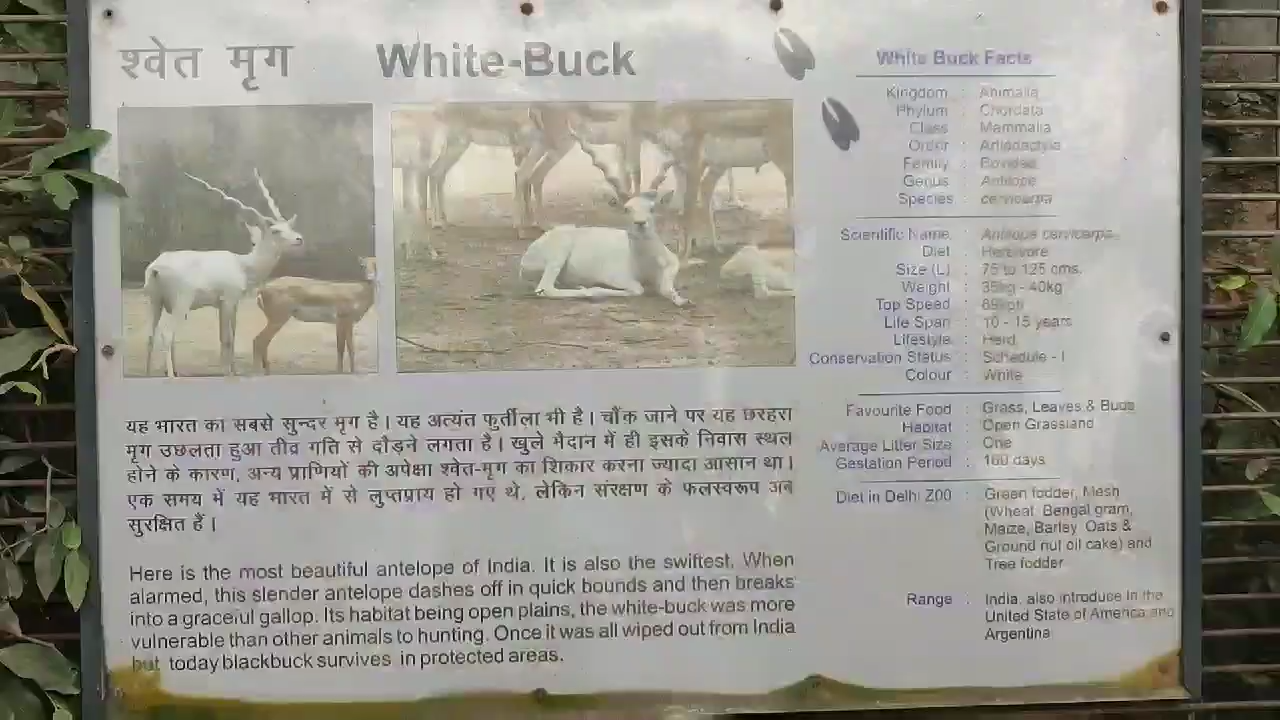 श्वेत मृग White-Buck
यह भारत का सबसे सुन्दर मृग है। यह अत्यंत फुर्तीला भी है। चौंक जाने पर यह छरहरा
मृग उछलता हुआ तीव्र गति से दौड़ने लगता है। खुले मैदान में ही इसके निवास स्थल
होने के कारण, अन्य प्राणियों की अपेक्षा श्वेत-मृग का शिकार करना ज्यादा आसान था।
एक समय में यह भारत में से लुप्तप्राय हो गए थे, लेकिन संरक्षण के फलस्वरूप अब
सुरक्षित हैं।
Here is the most beautiful antelope of India. It is also the swiftest. When
alarmed, this slender antelope dashes off in quick bounds and then breaks
into a graceful gallop. Its habitat being open plains, the white-buck was more
vulnerable than other animals to hunting. Once it was all wiped out from India
but today blackbuck survives in protected areas.
White Buck Facts
Kingdom : Animalia
Phylum : Chordata
Class : Mammalia
Order : Artiodactyla
Family : Bovidae
Genus : Antilope
Species : cervicarpa
Scientific Name : Antilope cervicarpa.
Diet : Herbivore
Size (L) : 75 to 125 cms.
Weight : 35kg - 40kg
Top Speed :
Life Span : 10 - 15 years
Lifestyle : Herd
Conservation Status : Schedule - I
Colour : White
Favourite Food : Grass, Leaves & Buds
Habitat : Open Grassland
Average Litter Size : One
Gestation Period : 160 days
Diet in Delhi ZOO : Green fodder, Mesh
(Wheat, Bengal gram,
Maize, Barley, Oats &
Ground nut oil cake) and
Tree fodder
Range : India, also introduce in the
United State of America and
Argentina